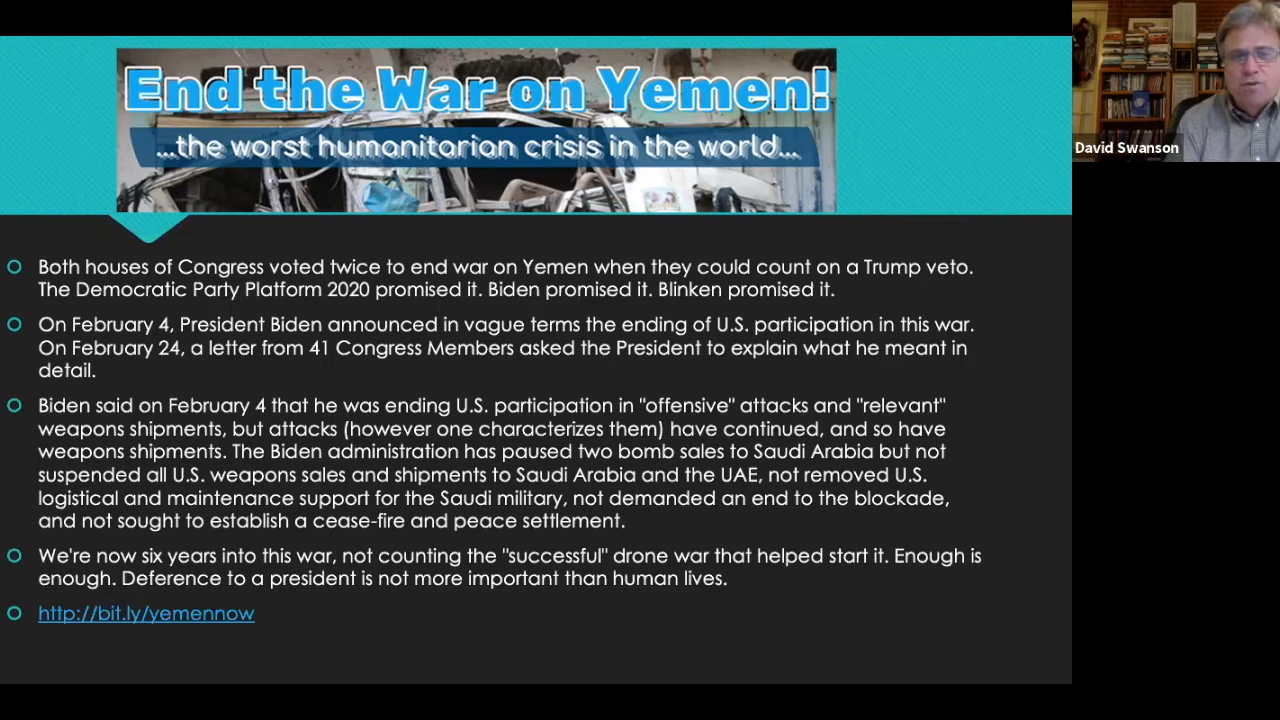 End the War on Yemen!
...the worst humanitarian crisis in the world...
David Swanson
Both houses of Congress voted twice to end war on Yemen when they could count on a Trump veto.
The Democratic Party Platform 2020 promised it. Biden promised it. Blinken promised it.
On February 4, President Biden announced in vague terms the ending of U.S. participation in this war.
On February 24, a letter from 41 Congress Members asked the President to explain what he meant in
detail.
Biden said on February 4 that he was ending U.S. participation in "offensive" attacks and "relevant"
weapons shipments, but attacks (however one characterizes them) have continued, and so have
weapons shipments. The Biden administration has paused two bomb sales to Saudi Arabia but not
suspended all U.S. weapons sales and shipments to Saudi Arabia and the UAE, not removed U.S.
logistical and maintenance support for the Saudi military, not demanded an end to the blockade,
and not sought to establish a cease-fire and peace settlement.
We're now six years into this war, not counting the "successful" drone war that helped start it. Enough is
enough. Deference to a president is not more important than human lives.
http://bit.ly/yemennow